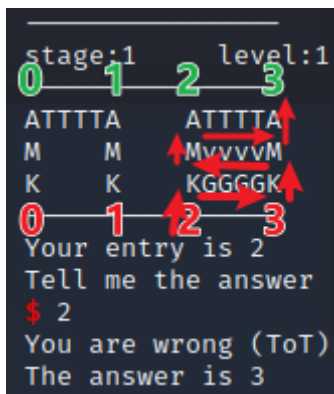 stage:1 level:1
0 1 2 3
ATTTTA ATTTTA
M M MvvvvM
K K KGGGGK
0 1 2 3
Your entry is 2
Tell me the answer
$ 2
You are wrong (ToT)
The answer is 3